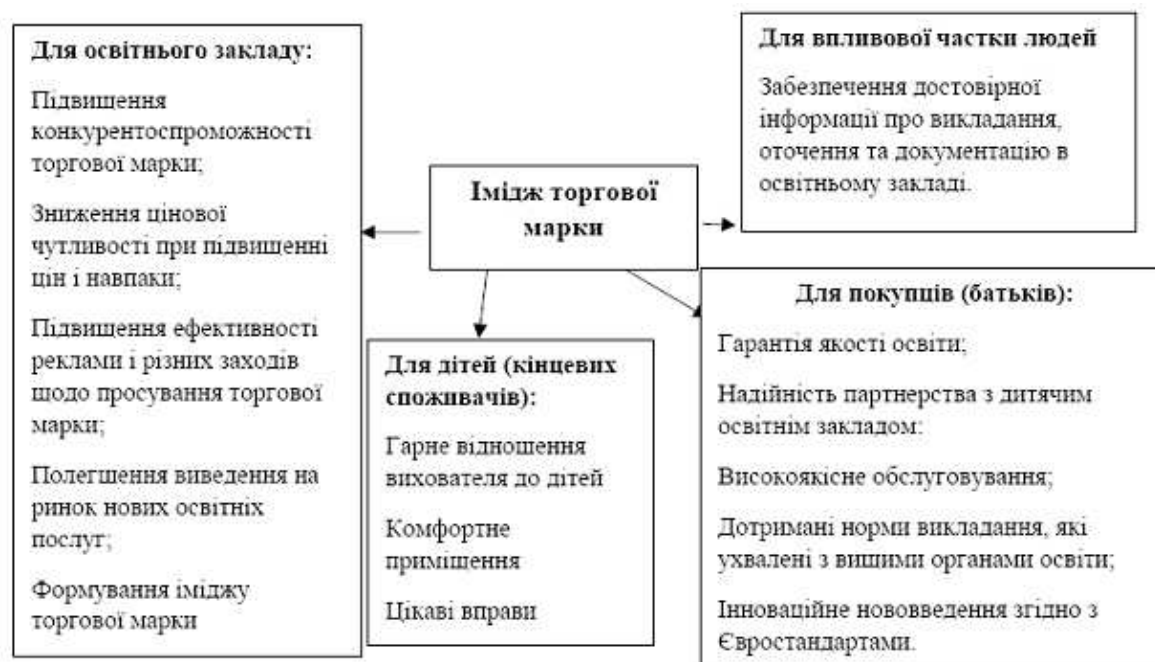 Для освітнього закладу:
Підвищення
конкурентоспроможності
торгової марки;
Зниження цінової
чутливості при підвищенні
цін і навпаки;
Підвищення ефективності
реклами і різних заходів
щодо просування торгової
марки;
Полегшення виведення на
ринок нових освітніх
послуг;
Формування іміджу
торгової марки
Імідж торгової
марки
Для впливової частки людей
Забезпечення достовірної
інформації про викладання,
оточення та документацію в
освітньому закладі.
Для дітей (кінцевих
споживачів):
Гарне відношення
вихователя до дітей
Комфортне
приміщення
Цікаві вправи
Для покупців (батьків):
Гарантія якості освіти;
Надійність партнерства з дитячим
освітнім закладом:
Високоякісне обслуговування;
Дотримані норми викладання, які
ухвалені з вищими органами освіти;
Інноваційне нововведення згідно з
Євростандартами.